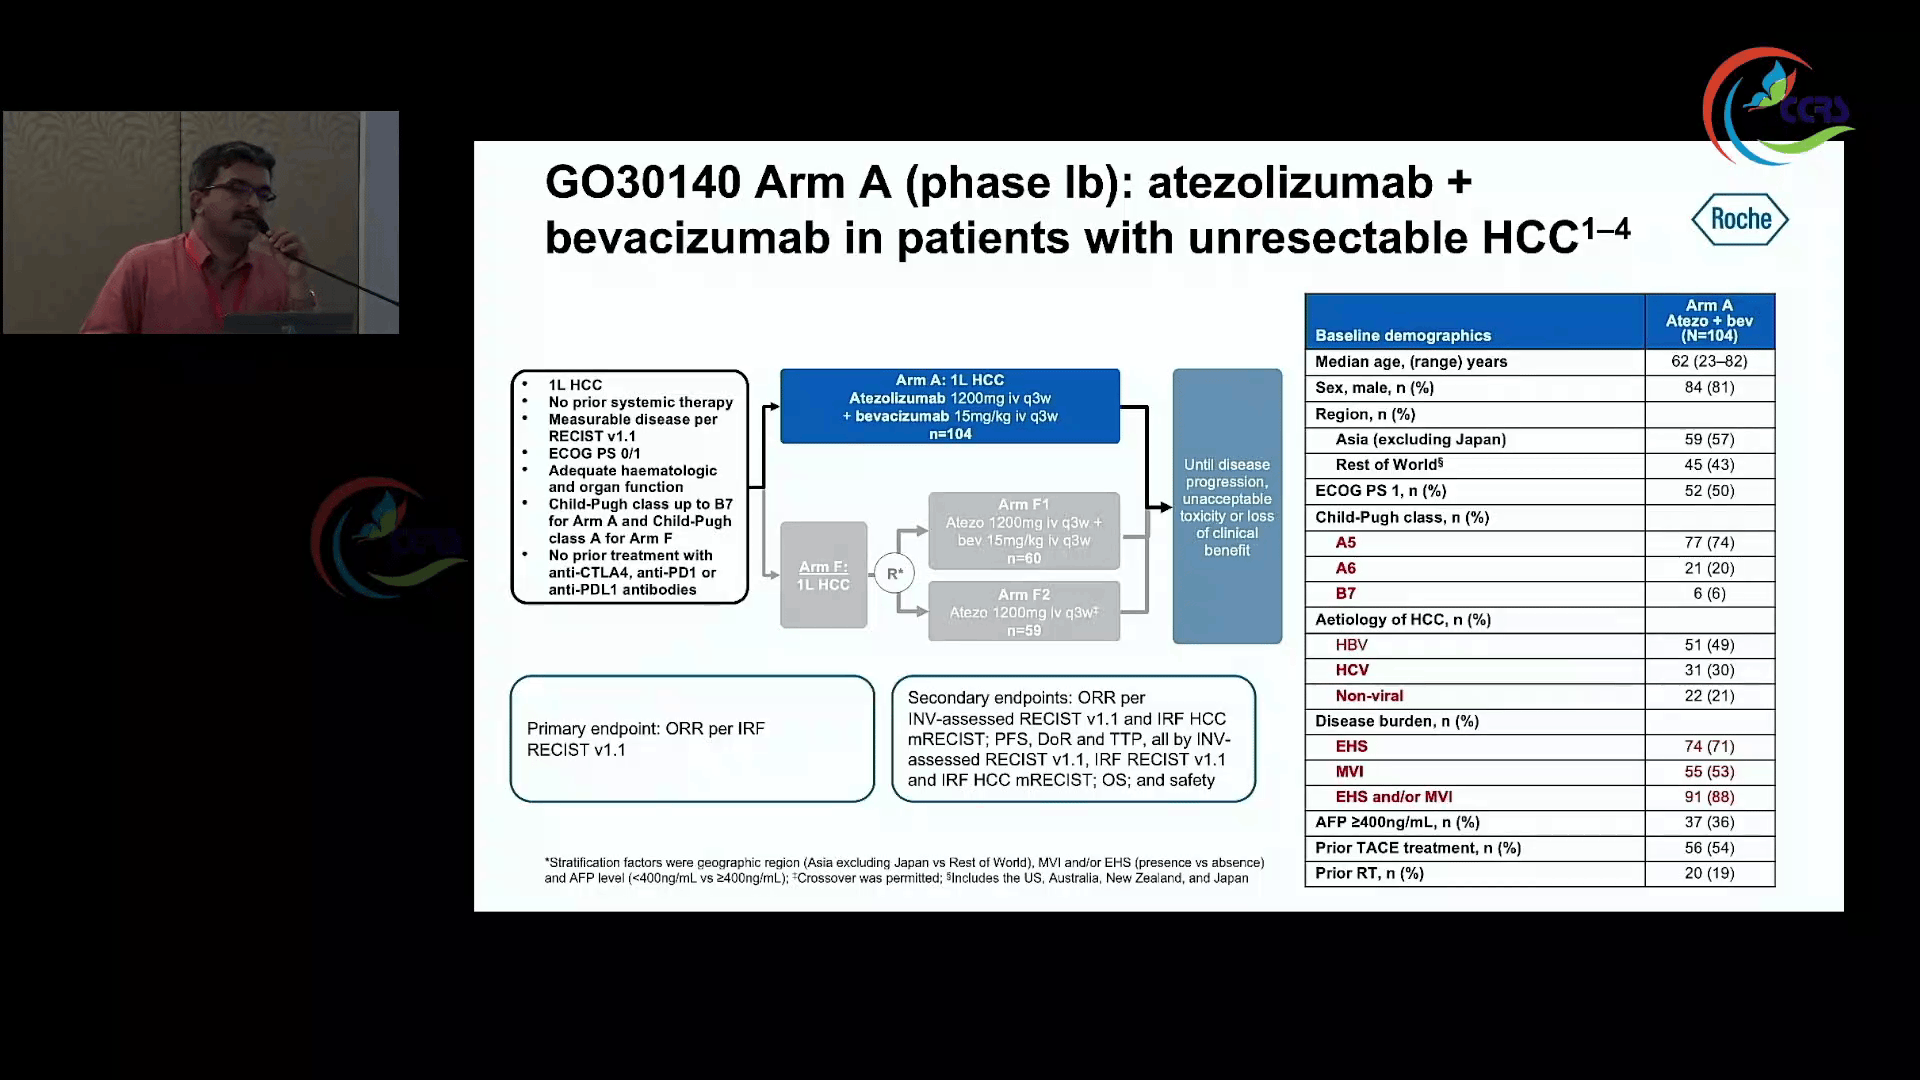 CCRS
GO30140 Arm A (phase Ib): atezolizumab +
bevacizumab in patients with unresectable HCC1–4
Roche
• 1L HCC
• No prior systemic therapy
• Measurable disease per
RECIST v1.1
• ECOG PS 0/1
• Adequate haematologic
and organ function
• Child-Pugh class up to B7
for Arm A and Child-Pugh
class A for Arm F
• No prior treatment with
anti-CTLA4, anti-PD1 or
anti-PDL1 antibodies
Arm A: 1L HCC
Atezolizumab 1200mg iv q3w
+ bevacizumab 15mg/kg iv q3w
n=104
Arm F:
1L HCC
R*
Arm F1
Atezo 1200mg iv q3w +
bev 15mg/kg iv q3w
n=60
Arm F2
Atezo 1200mg iv q3w‡
n=59
Until disease
progression,
unacceptable
toxicity or loss
of clinical
benefit
Primary endpoint: ORR per IRF
RECIST v1.1
Secondary endpoints: ORR per
INV-assessed RECIST v1.1 and IRF HCC
mRECIST; PFS, DoR and TTP, all by INV-
assessed RECIST v1.1, IRF RECIST v1.1
and IRF HCC mRECIST; OS; and safety
*Stratification factors were geographic region (Asia excluding Japan vs Rest of World), MVI and/or EHS (presence vs absence)
and AFP level (<400ng/mL vs ≥400ng/mL); ‡Crossover was permitted; §Includes the US, Australia, New Zealand, and Japan
Baseline demographics Arm A
Atezo + bev
(N=104)
Median age, (range) years 62 (23–82)
Sex, male, n (%) 84 (81)
Region, n (%)
Asia (excluding Japan) 59 (57)
Rest of World§ 45 (43)
ECOG PS 1, n (%) 52 (50)
Child-Pugh class, n (%)
A5 77 (74)
A6 21 (20)
B7 6 (6)
Aetiology of HCC, n (%)
HBV 51 (49)
HCV 31 (30)
Non-viral 22 (21)
Disease burden, n (%)
EHS 74 (71)
MVI 55 (53)
EHS and/or MVI 91 (88)
AFP ≥400ng/mL, n (%) 37 (36)
Prior TACE treatment, n (%) 56 (54)
Prior RT, n (%) 20 (19)
CCRS